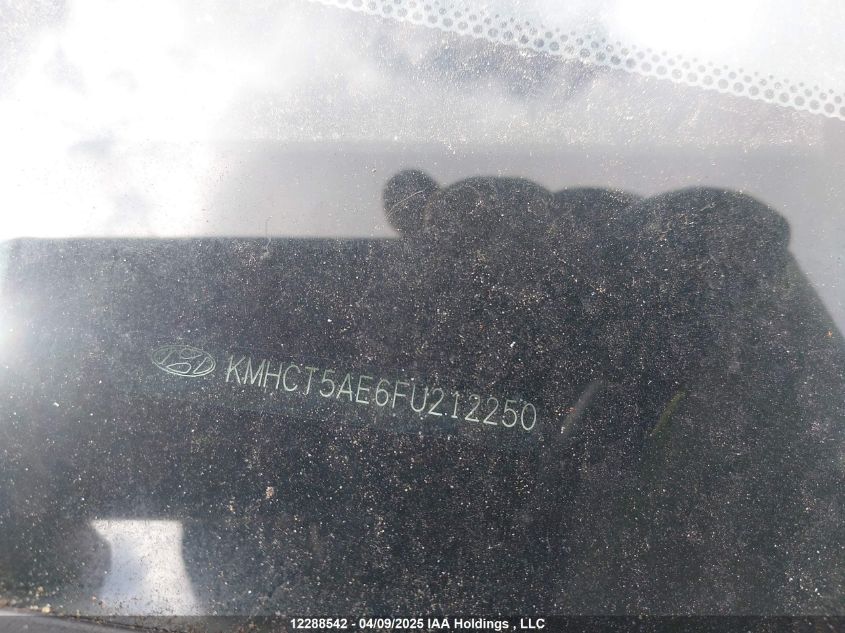 KMHCT5AE6FU212250
12288542 - 04/09/2025 IAA Holdings , LLC